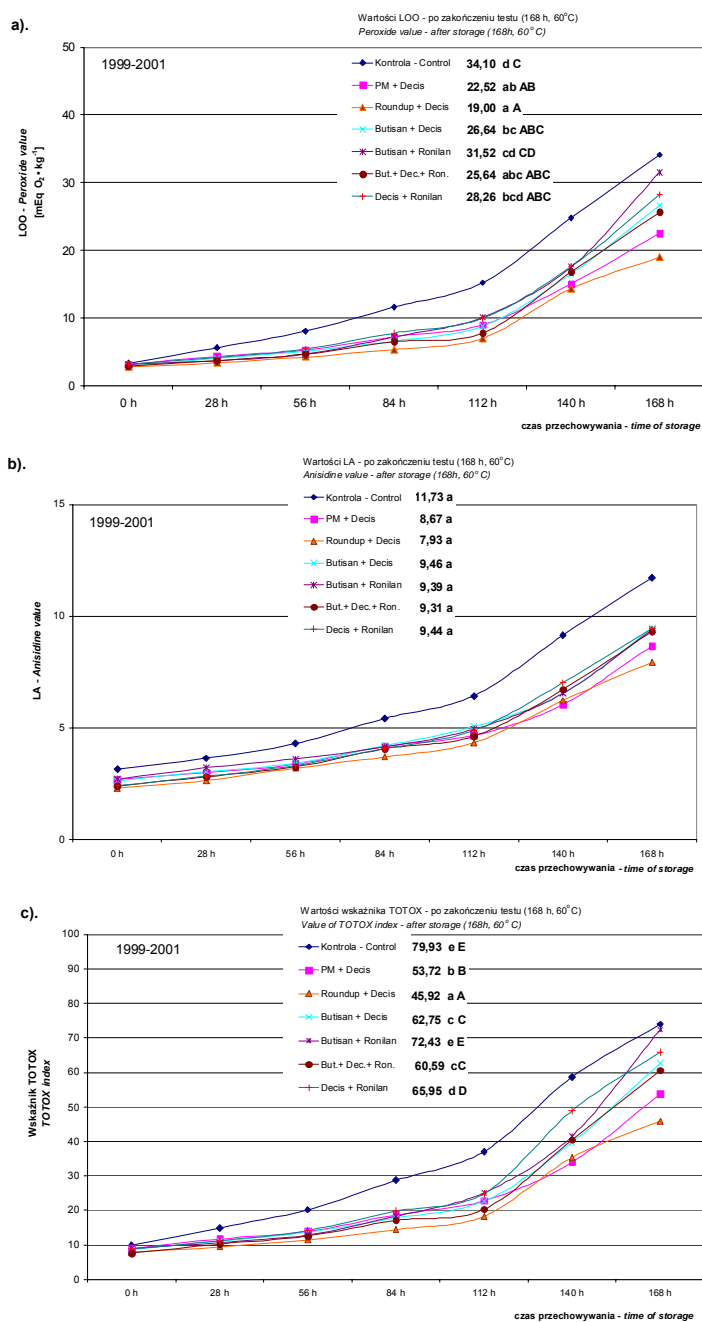 a).
Wartości LOO - po zakończeniu testu (168 h, 60°C)
Peroxide value - after storage (168h, 60°C)
1999-2001
Kontrola - Control 34,10 d C
PM + Decis 22,52 ab AB
Roundup + Decis 19,00 a A
Butisan + Decis 26,64 bc ABC
Butisan + Ronilan 31,52 cd CD
But.+ Dec.+ Ron. 25,64 abc ABC
Decis + Ronilan 28,26 bcd ABC
LOO - Peroxide value
[mEq O₂ • kg⁻¹]
50
40
30
20
10
0
0 h 28 h 56 h 84 h 112 h 140 h 168 h
czas przechowywania - time of storage
b).
Wartości LA - po zakończeniu testu (168 h, 60°C)
Anisidine value - after storage (168h, 60°C)
1999-2001
Kontrola - Control 11,73 a
PM + Decis 8,67 a
Roundup + Decis 7,93 a
Butisan + Decis 9,46 a
Butisan + Ronilan 9,39 a
But.+ Dec.+ Ron. 9,31 a
Decis + Ronilan 9,44 a
LA - Anisidine value
15
10
5
0
0 h 28 h 56 h 84 h 112 h 140 h 168 h
czas przechowywania - time of storage
c).
Wartości wskaźnika TOTOX - po zakończeniu testu (168 h, 60°C)
Value of TOTOX index - after storage (168h, 60°C)
1999-2001
Kontrola - Control 79,93 e E
PM + Decis 53,72 b B
Roundup + Decis 45,92 a A
Butisan + Decis 62,75 c C
Butisan + Ronilan 72,43 e E
But.+ Dec.+ Ron. 60,59 cC
Decis + Ronilan 65,95 d D
Wskaźnik TOTOX
TOTOX index
100
90
80
70
60
50
40
30
20
10
0
0 h 28 h 56 h 84 h 112 h 140 h 168 h
czas przechowywania - time of storage